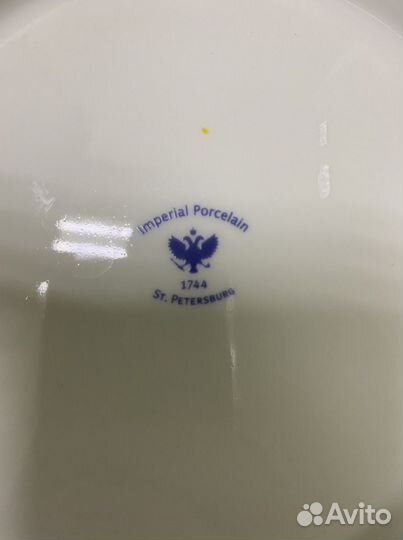 Imperial Porcelain
1744
St. Petersburg
Avito